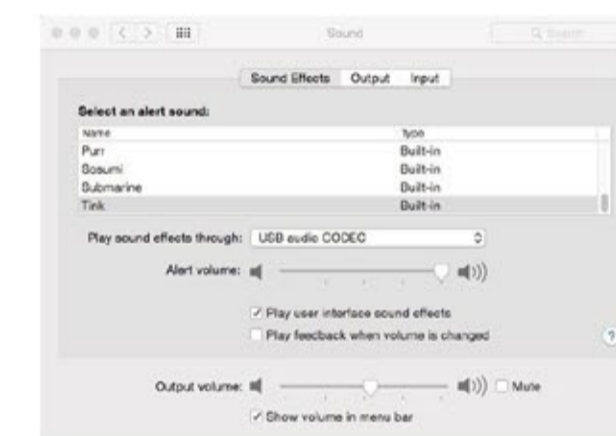 Sound
Search
Sound Effects Output Input
Select an alert sound:
Name Type
Purr Built-in
Sosumi Built-in
Submarine Built-in
Tink Built-in
Play sound effects through: USB audio CODEC
Alert volume:
Play user interface sound effects
Play feedback when volume is changed
?
Output volume: Mute
Show volume in menu bar